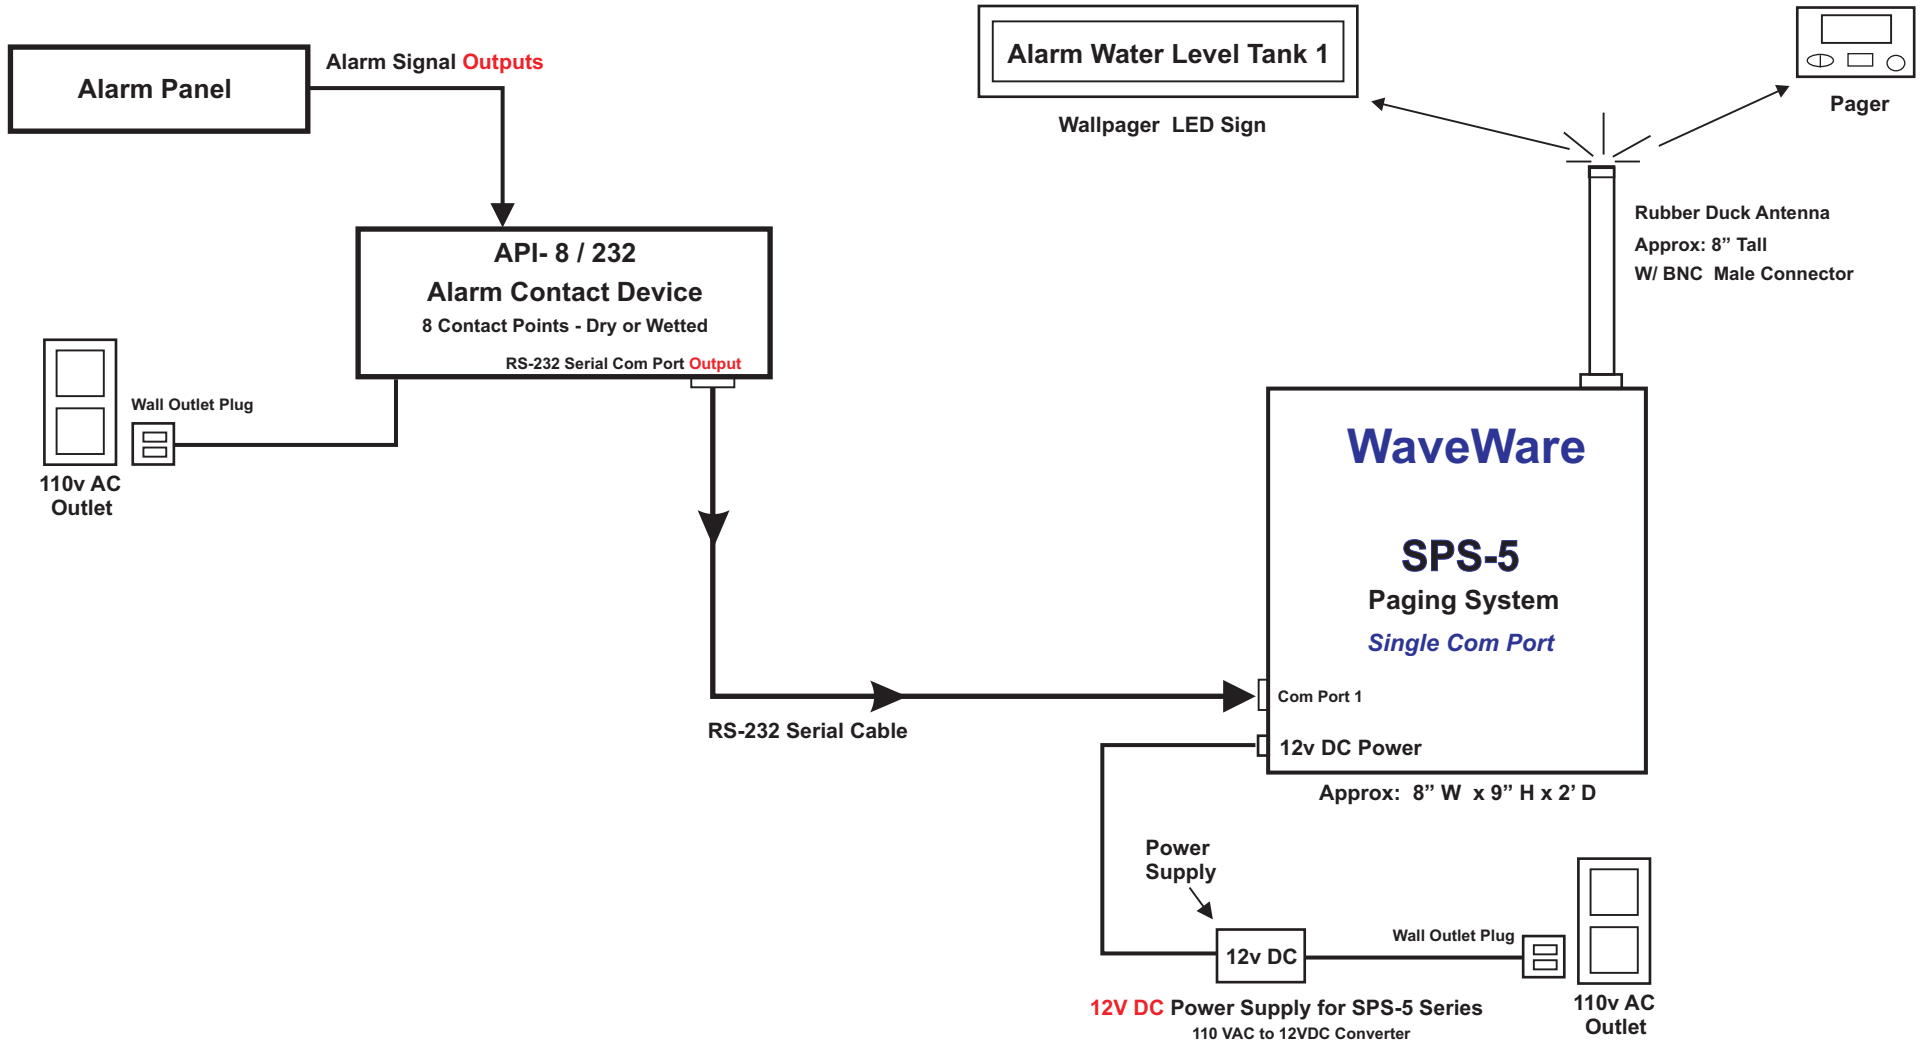 Alarm Panel
Alarm Signal Outputs
Alarm Water Level Tank 1
Wallpager LED Sign
Pager
Rubber Duck Antenna
Approx: 8” Tall
W/ BNC Male Connector
API- 8 / 232
Alarm Contact Device
8 Contact Points - Dry or Wetted
RS-232 Serial Com Port Output
Wall Outlet Plug
110v AC
Outlet
RS-232 Serial Cable
WaveWare
SPS-5
Paging System
Single Com Port
Com Port 1
12v DC Power
Approx: 8” W x 9” H x 2’ D
Power
Supply
12v DC
Wall Outlet Plug
110v AC
Outlet
12V DC Power Supply for SPS-5 Series
110 VAC to 12VDC Converter